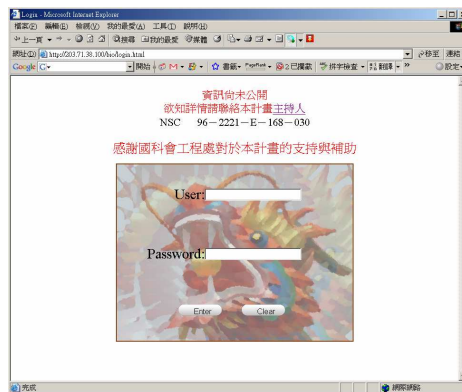 Login - Microsoft Internet Explorer
檔案(F) 編輯(E) 檢視(V) 我的最愛(A) 工具(T) 說明(H)
上一頁 搜尋 我的最愛 媒體
網址(D) http://203.71.38.100/bio/login.html 移至 連結
Google 開始 書籤 PageRank 2 已攔截 拼字檢查 翻譯 設定
資訊尚未公開
欲知詳情請聯絡本計畫主持人
NSC 96－2221－E－168－030
感謝國科會工程處對於本計畫的支持與補助
User:
Password:
Enter Clear
完成 網際網路